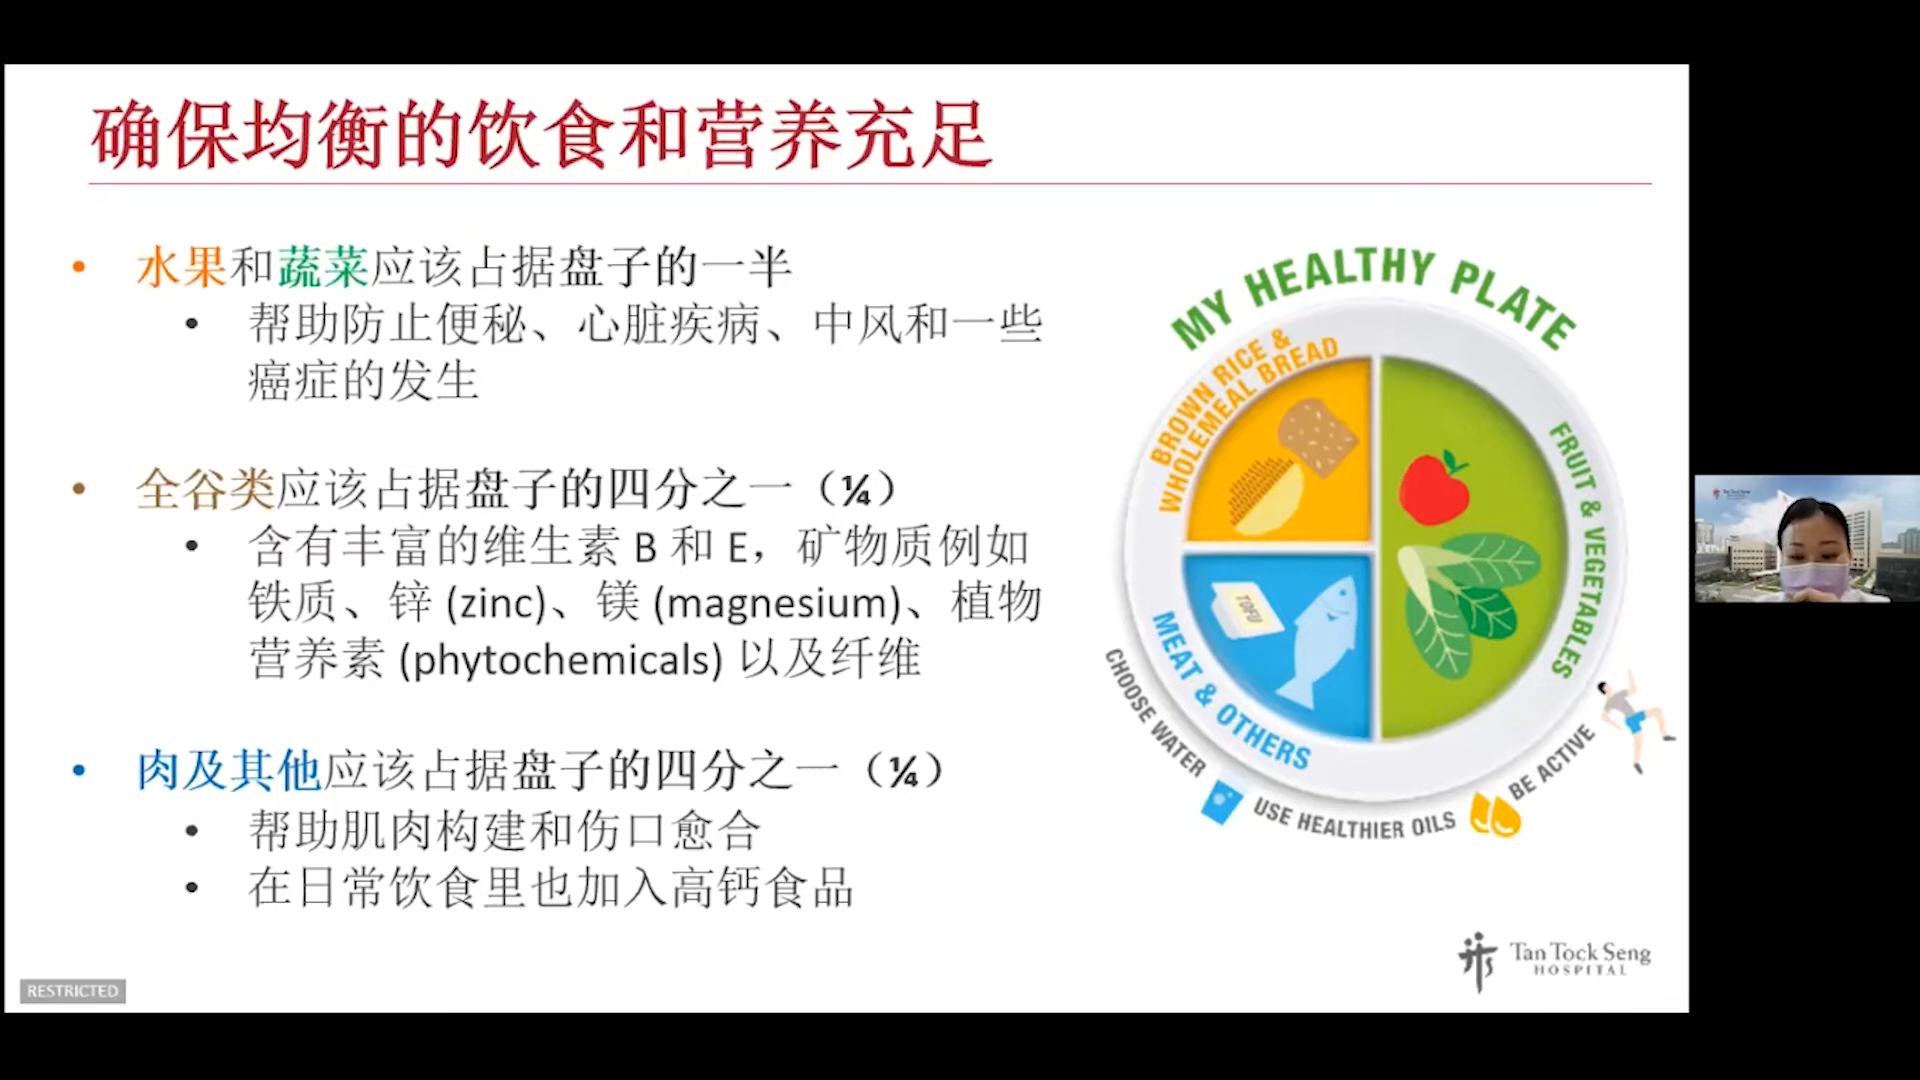 确保均衡的饮食和营养充足
• 水果和蔬菜应该占据盘子的一半
• 帮助防止便秘、心脏疾病、中风和一些
癌症的发生
• 全谷类应该占据盘子的四分之一（¼）
• 含有丰富的维生素 B 和 E，矿物质例如
铁质、锌 (zinc)、镁 (magnesium)、植物
营养素 (phytochemicals) 以及纤维
• 肉及其他应该占据盘子的四分之一（¼）
• 帮助肌肉构建和伤口愈合
• 在日常饮食里也加入高钙食品
MY HEALTHY PLATE
BROWN RICE &
WHOLEMEAL BREAD
FRUIT & VEGETABLES
TOFU
MEAT & OTHERS
CHOOSE WATER
USE HEALTHIER OILS
BE ACTIVE
Tan Tock Seng
HOSPITAL
RESTRICTED
Tan Tock Seng